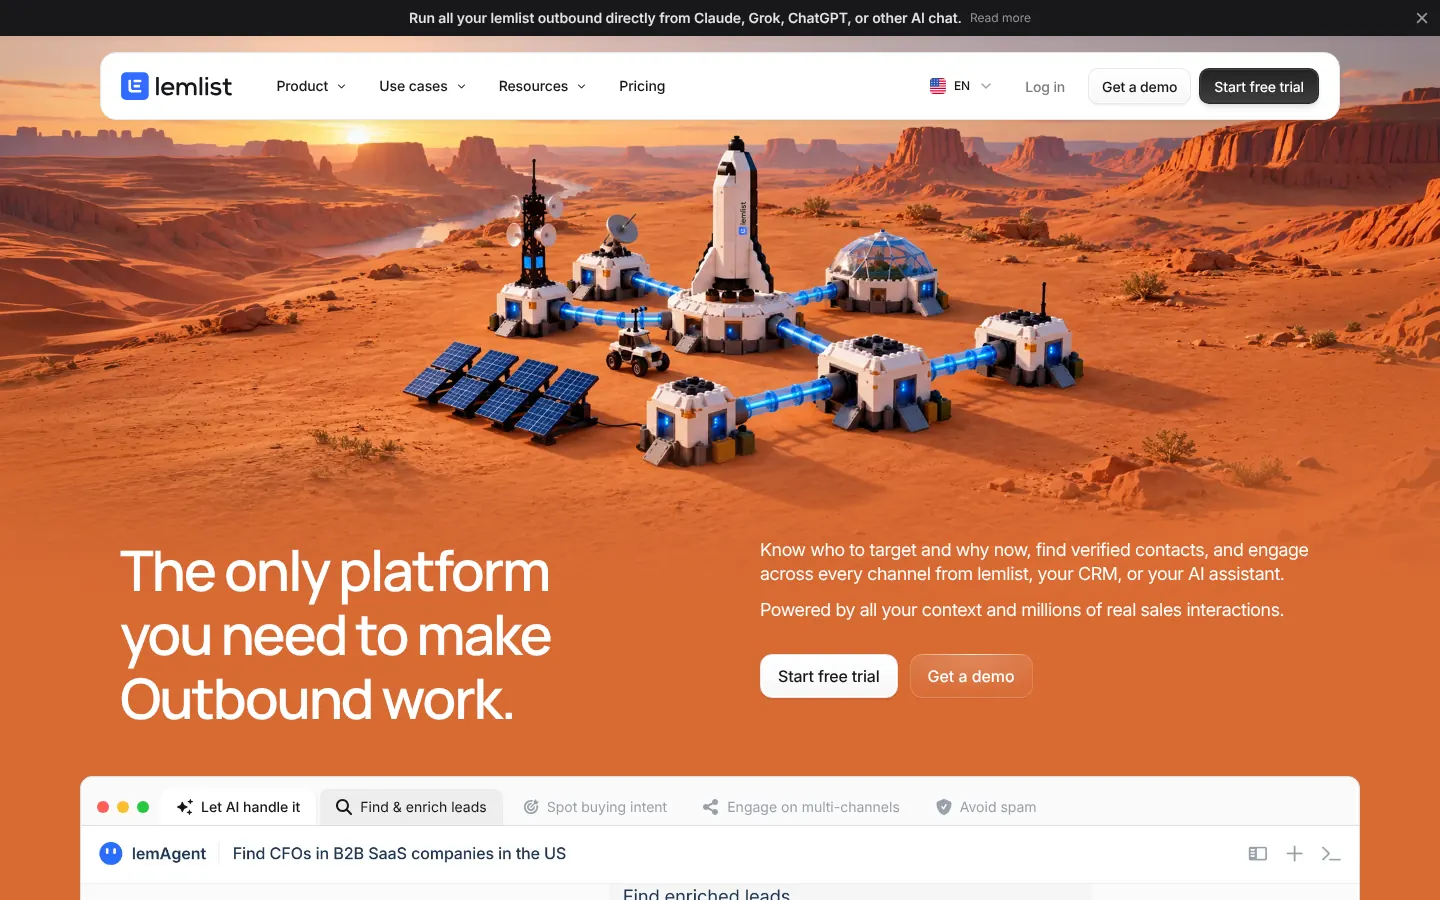 Run all your lemlist outbound directly from Claude, Grok, ChatGPT, or other AI chat. Read more
lemlist
Product
Use cases
Resources
Pricing
EN
Log in
Get a demo
Start free trial
lemlist
The only platform
you need to make
Outbound work.
Know who to target and why now, find verified contacts, and engage
across every channel from lemlist, your CRM, or your AI assistant.
Powered by all your context and millions of real sales interactions.
Start free trial
Get a demo
Let AI handle it
Find & enrich leads
Spot buying intent
Engage on multi-channels
Avoid spam
lemAgent
Find CFOs in B2B SaaS companies in the US
Find enriched leads